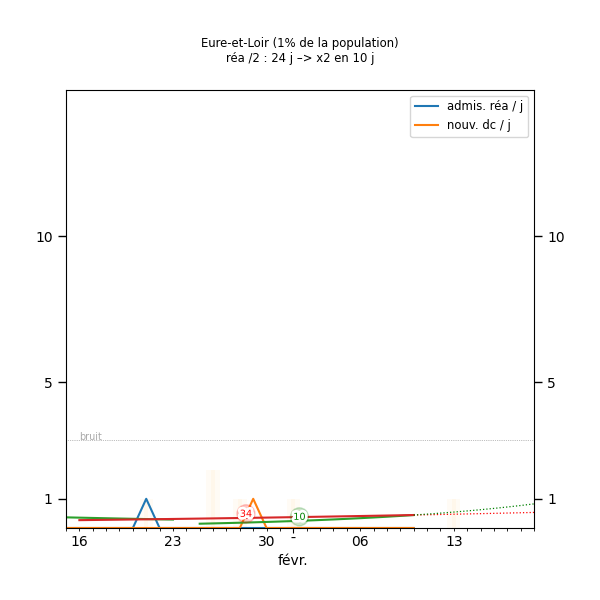 Eure-et-Loir (1% de la population)
réa /2 : 24 j –> x2 en 10 j
admis. réa / j
nouv. dc / j
10 10
5 5
bruit
1 1
34 10
16 23 30 - 06 13
févr.